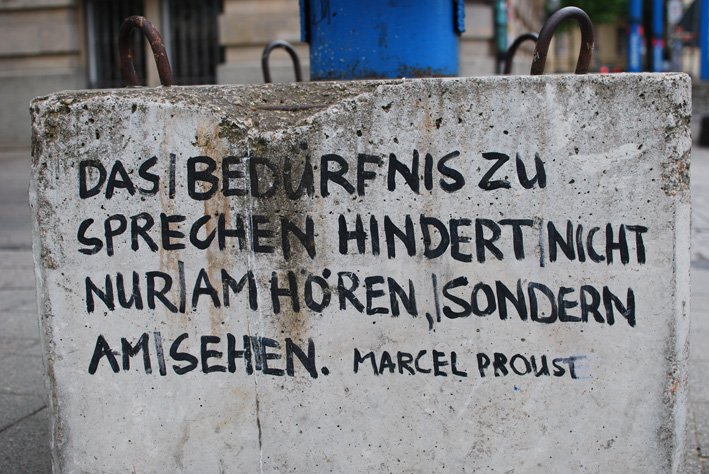 DAS|BEDÜRFNIS ZU
SPRECHEN HINDERT|NICHT
NUR|AM HÖREN,|SONDERN
AM|SEHEN. MARCEL PROUST